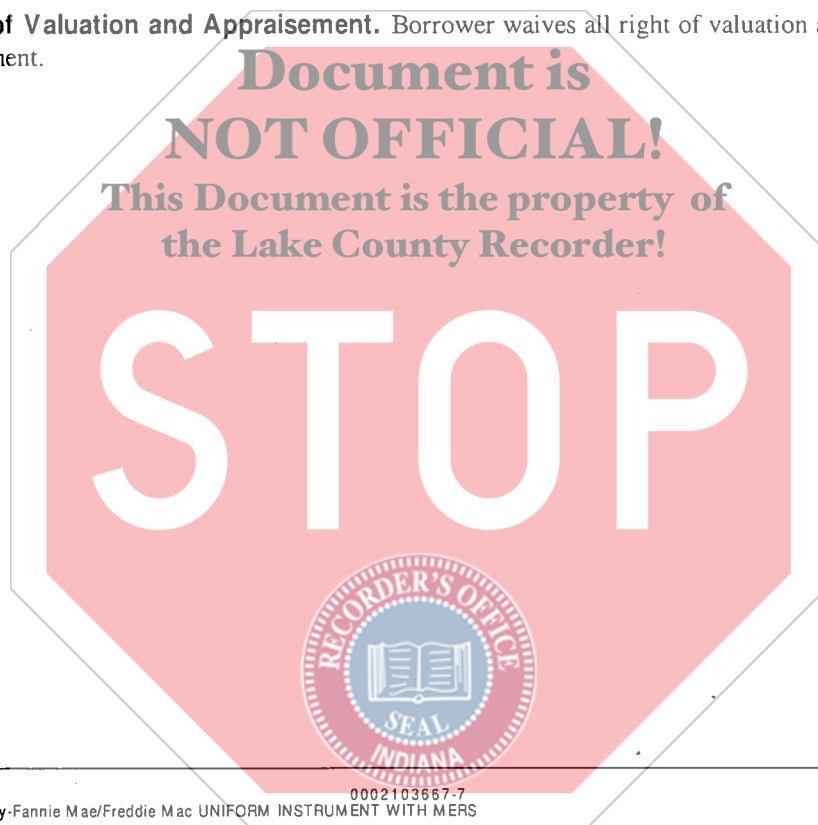 of Valuation and Appraisement. Borrower waives all right of valuation
Document is
NOT OFFICIAL!
This Document is the property of
the Lake County Recorder!
STOP
RECORDER'S OFFICE
SEAL
INDIANA
0002103667-7
y-Fannie Mae/Freddie Mac UNIFORM INSTRUMENT WITH MERS